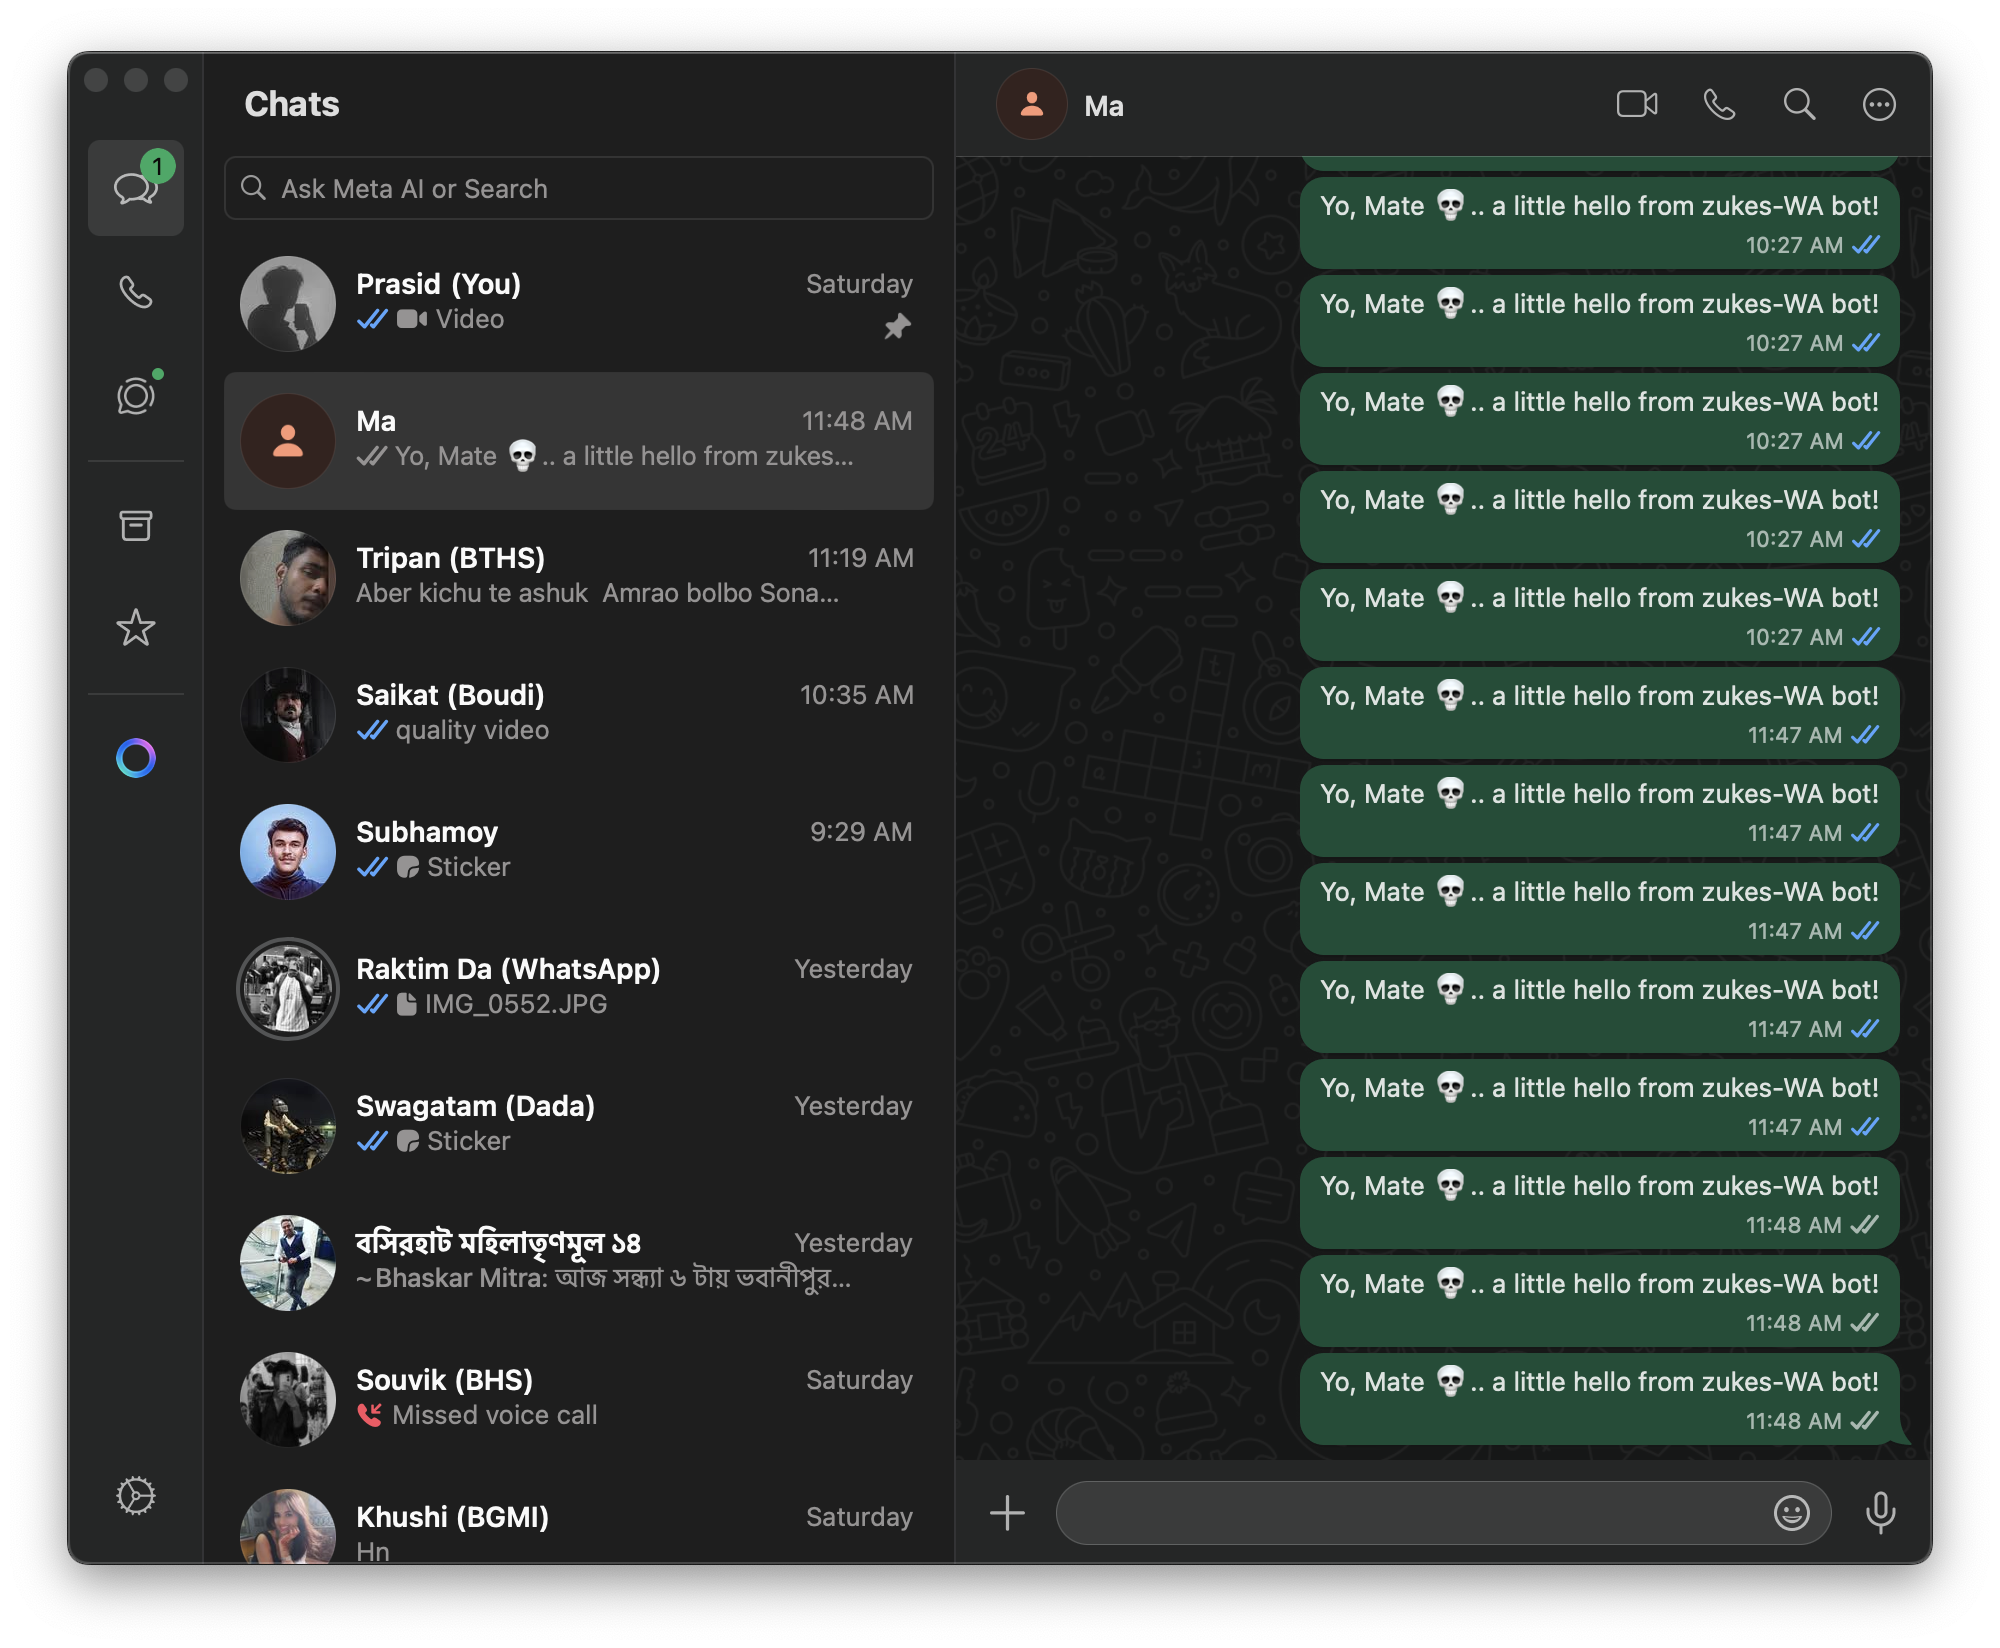 1
Chats
Ask Meta AI or Search
Prasid (You)
Saturday
Video
Ma
11:48 AM
Yo, Mate 💀.. a little hello from zukes...
Tripan (BTHS)
11:19 AM
Aber kichu te ashuk  Amrao bolbo Sona...
Saikat (Boudi)
10:35 AM
quality video
Subhamoy
9:29 AM
Sticker
Raktim Da (WhatsApp)
Yesterday
IMG_0552.JPG
Swagatam (Dada)
Yesterday
Sticker
বসিরহাট মহিলাতৃণমূল ১৪
Yesterday
~Bhaskar Mitra: আজ সন্ধ্যা ৬ টায় ভবানীপুর...
Souvik (BHS)
Saturday
Missed voice call
Khushi (BGMI)
Saturday
Hn
Ma
Yo, Mate 💀.. a little hello from zukes-WA bot!
10:27 AM
Yo, Mate 💀.. a little hello from zukes-WA bot!
10:27 AM
Yo, Mate 💀.. a little hello from zukes-WA bot!
10:27 AM
Yo, Mate 💀.. a little hello from zukes-WA bot!
10:27 AM
Yo, Mate 💀.. a little hello from zukes-WA bot!
10:27 AM
Yo, Mate 💀.. a little hello from zukes-WA bot!
11:47 AM
Yo, Mate 💀.. a little hello from zukes-WA bot!
11:47 AM
Yo, Mate 💀.. a little hello from zukes-WA bot!
11:47 AM
Yo, Mate 💀.. a little hello from zukes-WA bot!
11:47 AM
Yo, Mate 💀.. a little hello from zukes-WA bot!
11:47 AM
Yo, Mate 💀.. a little hello from zukes-WA bot!
11:48 AM
Yo, Mate 💀.. a little hello from zukes-WA bot!
11:48 AM
Yo, Mate 💀.. a little hello from zukes-WA bot!
11:48 AM